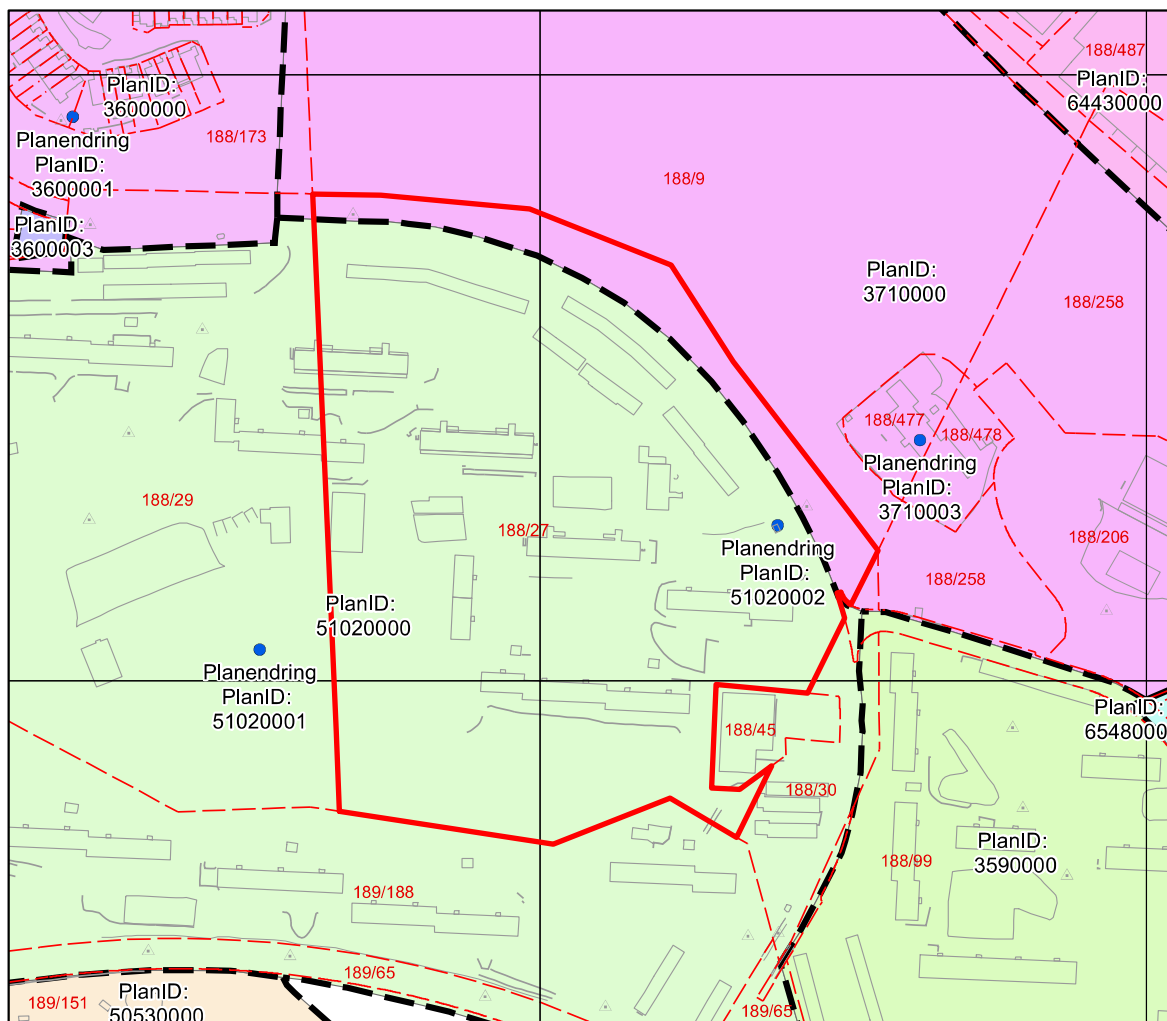 188/487
PlanID:
64430000
PlanID:
3600000
188/173
Planendring
PlanID:
3600001
188/9
PlanID:
3600003
PlanID:
3710000
188/258
188/477
188/478
Planendring
PlanID:
3710003
188/29
188/27
188/206
Planendring
PlanID:
51020002
188/258
PlanID:
51020000
Planendring
PlanID:
51020001
188/45
PlanID:
6548000
188/30
PlanID:
3590000
188/99
189/188
189/65
189/151
PlanID:
50530000
189/65